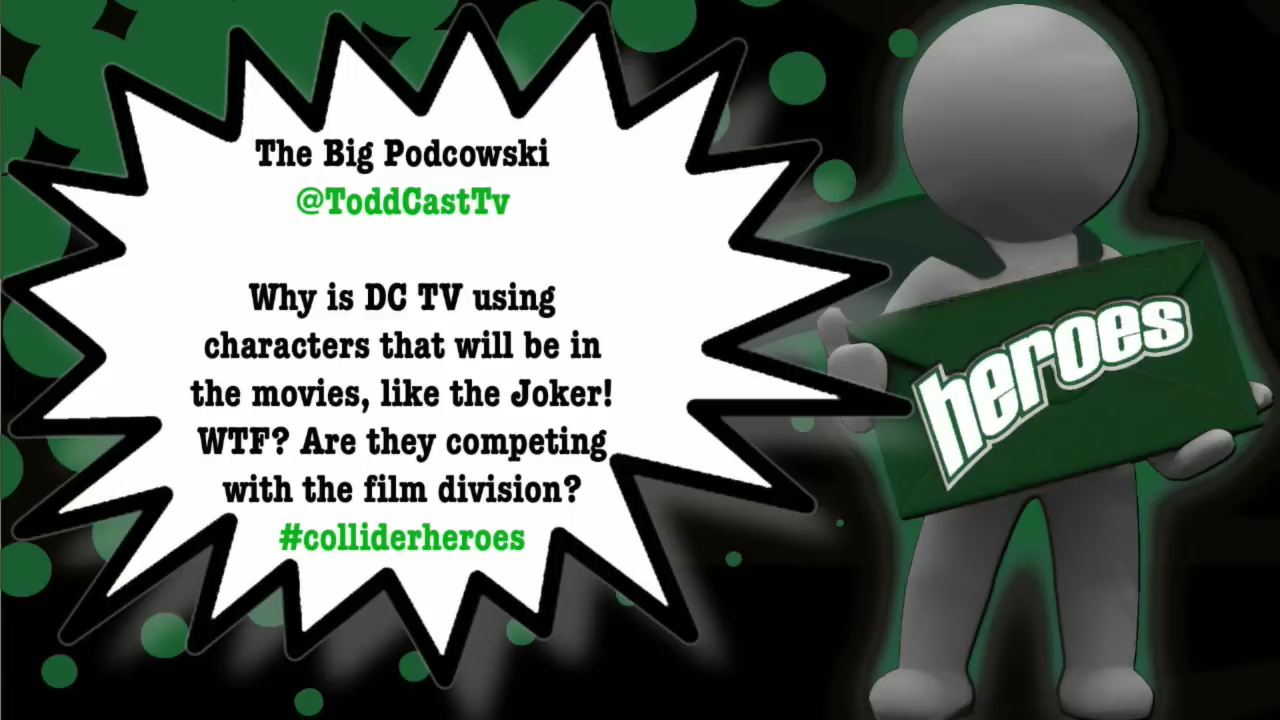 The Big Podcowski
@ToddCastTv
Why is DC TV using
characters that will be in
the movies, like the Joker!
WTF? Are they competing
with the film division?
#colliderheroes
heroes